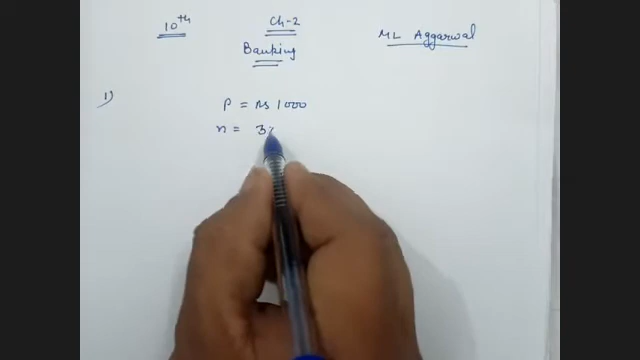 10th
Ch-2
Banking
ML Aggarwal
1)
P = Rs 1000
n = 3